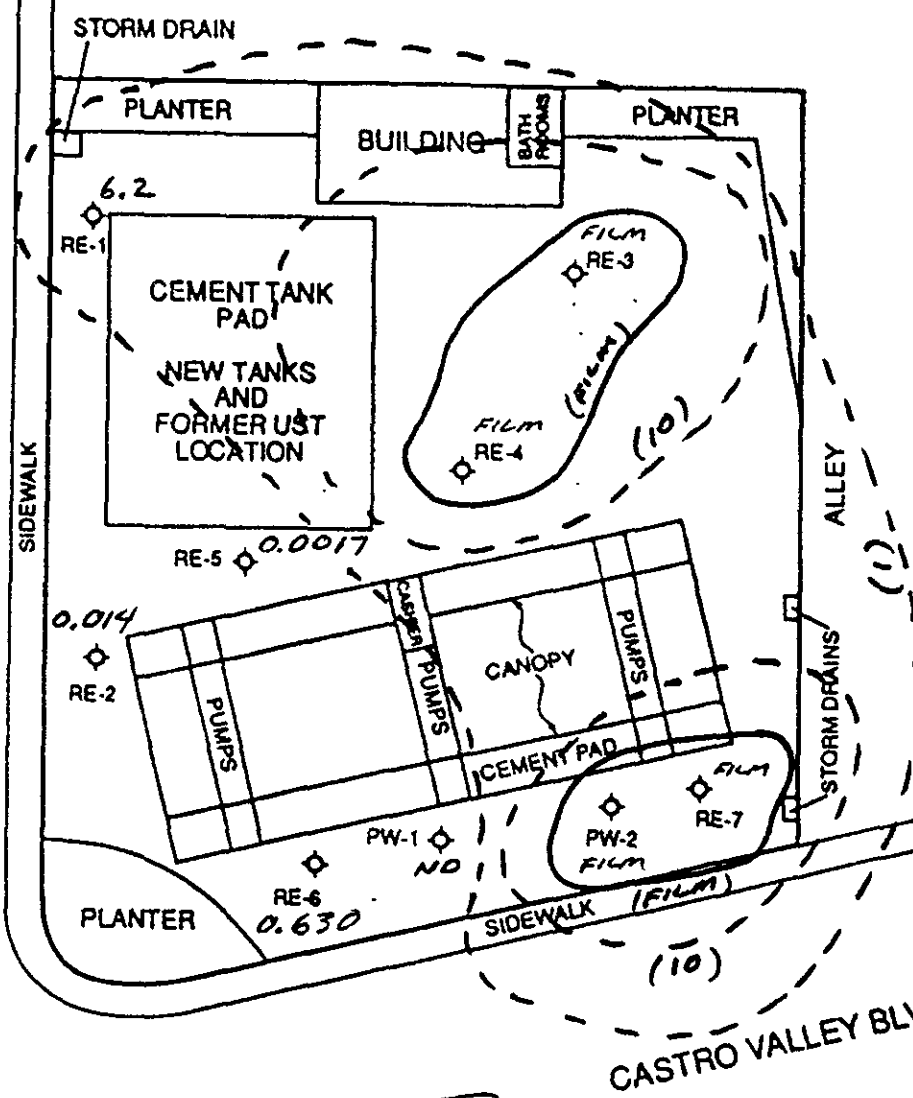 STORM DRAIN
PLANTER
BUILDING
BATH
ROOMS
PLANTER
6.2
RE-1
FILM
RE-3
CEMENT TANK
PAD
NEW TANKS
AND
FORMER UST
LOCATION
(FILM)
FILM
RE-4
(10)
SIDEWALK
ALLEY
RE-5
0.0017
(1)
0.014
RE-2
CASHIER
PUMPS
PUMPS
PUMPS
CANOPY
STORM DRAINS
CEMENT PAD
FILM
RE-7
PW-2
FILM
PW-1
ND
RE-6
0.630
PLANTER
SIDEWALK
(FILM)
(10)
CASTRO VALLEY BLV